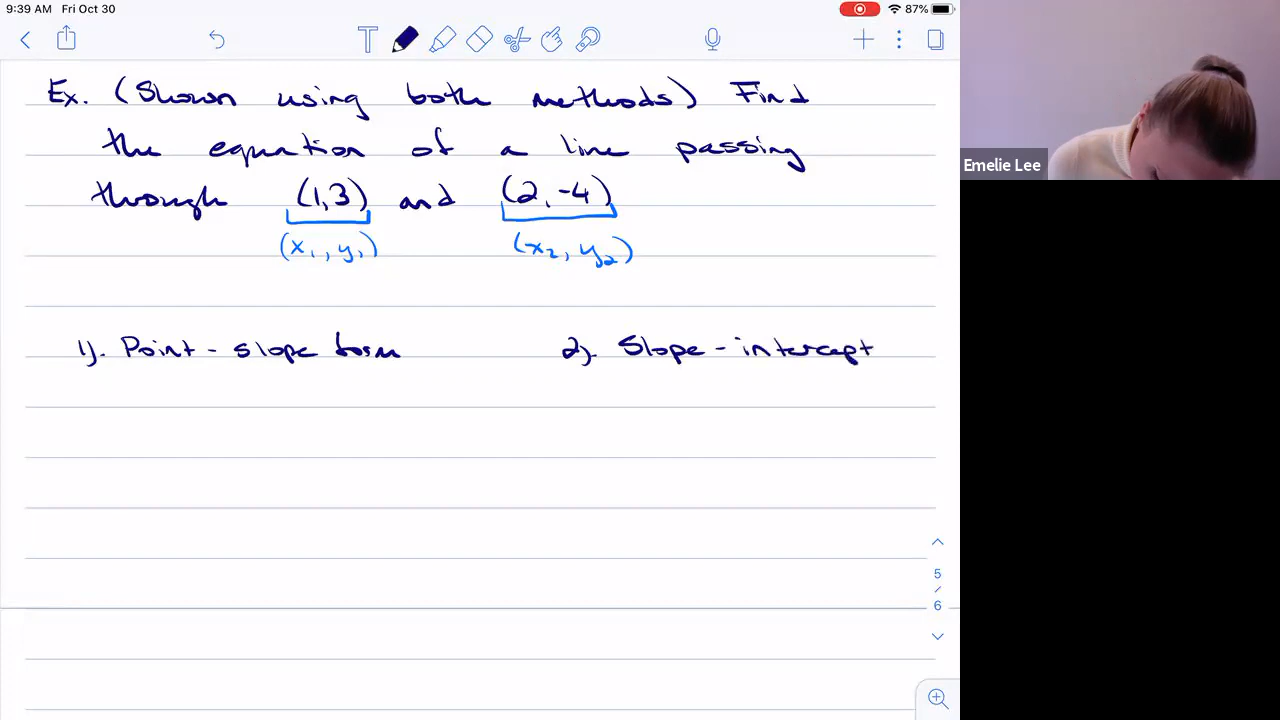 9:39 AM Fri Oct 30
87%
T
Ex. (Shown using both methods) Find
the equation of a line passing
through (1,3) and (2,-4)
(x₁, y₁) (x₂, y₂)
1). Point - slope form
2). Slope - intercept
5
/
6
Emelie Lee